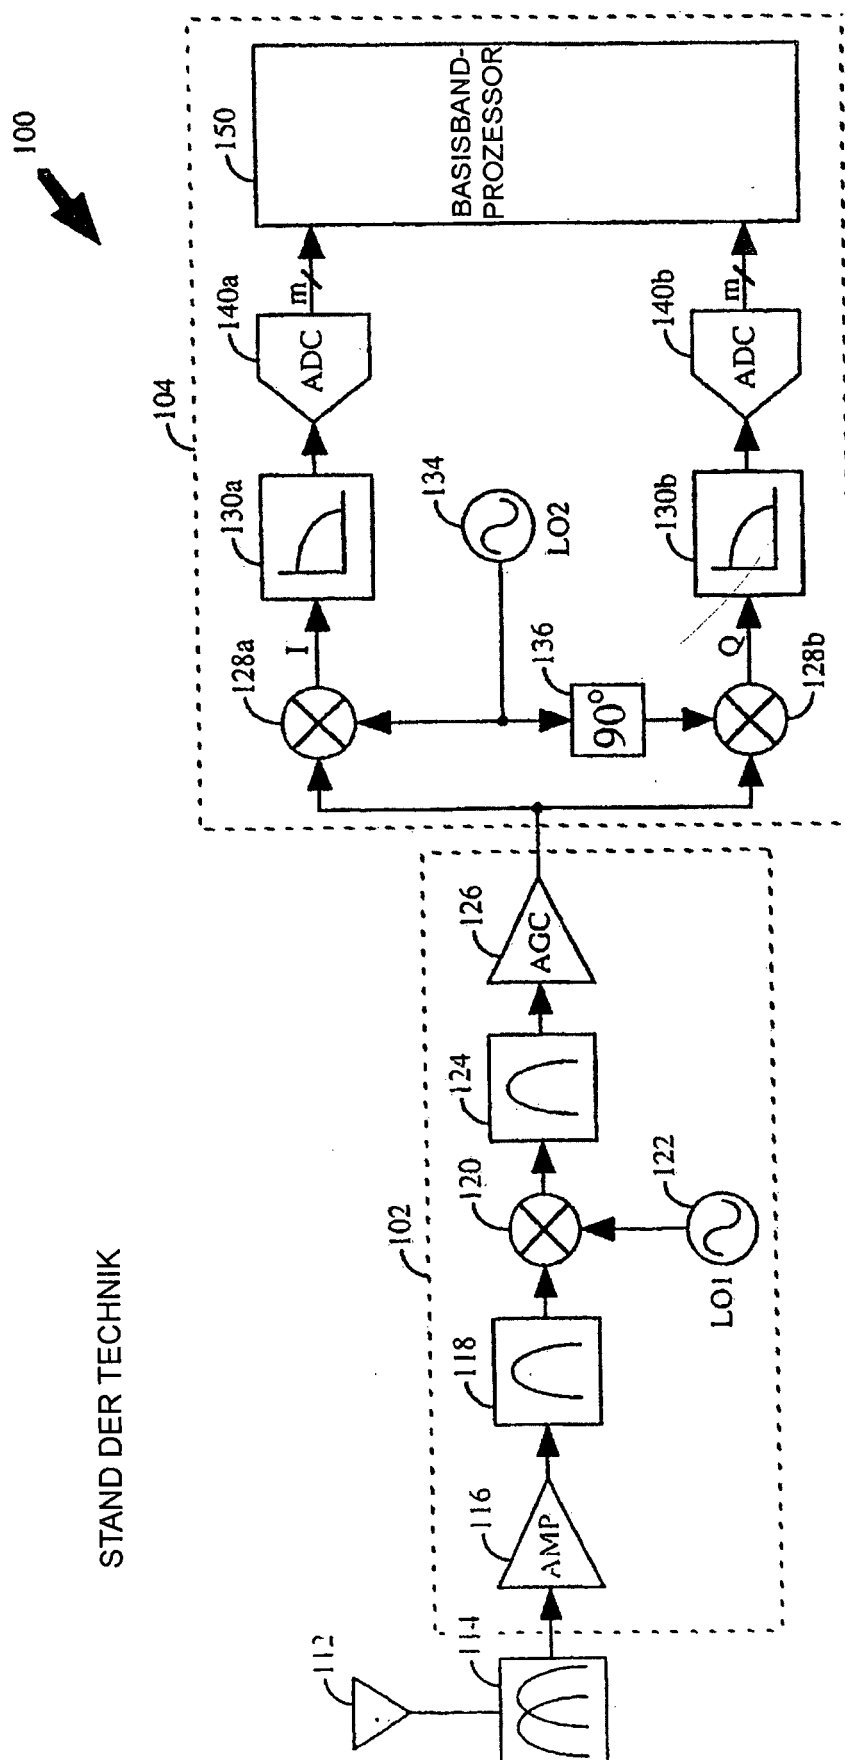 STAND DER TECHNIK
100
112
114
116
AMP
118
102
120
122
LO1
124
126
AGC
104
128a
I
130a
140a
ADC
m
150
BASISBAND-
PROZESSOR
134
LO2
136
90°
128b
Q
130b
140b
ADC
m